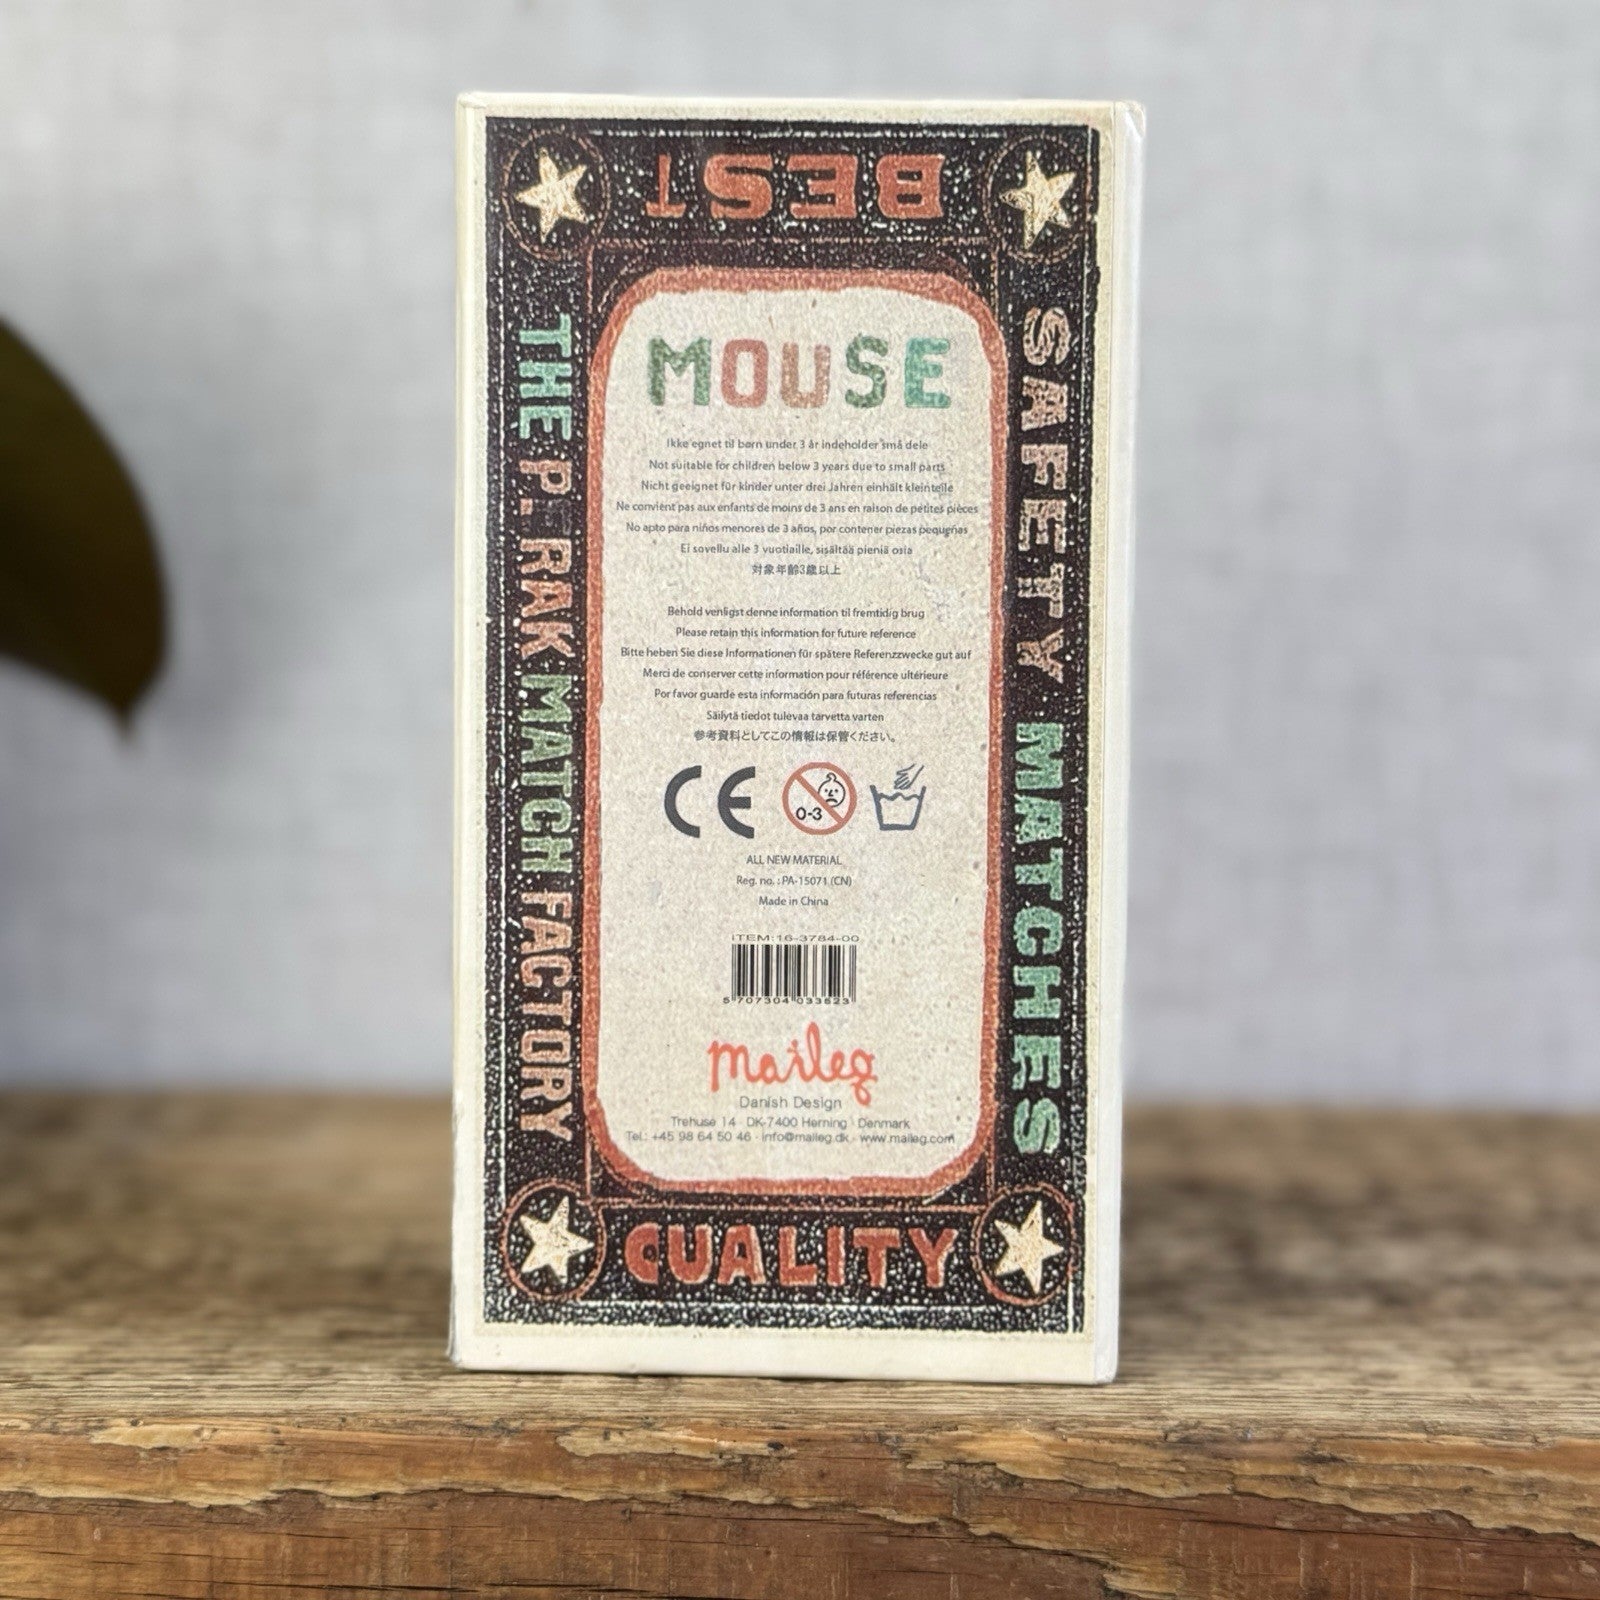 BEST
SAFETY MATCHES
THE P. RAK MATCH FACTORY
MOUSE
Ikke egnet til børn under 3 år indeholder små dele
Not suitable for children below 3 years due to small parts
Nicht geeignet für kinder unter drei Jahren einhält kleinteile
Ne convient pas aux enfants de moins de 3 ans en raison de petites pièces
No apto para niños menores de 3 años, por contener piezas pequeñas
Ei sovellu alle 3 vuotiaille, sisältää pieniä osia
対象年齢3歳以上
Behold venligst denne information til fremtidig brug
Please retain this information for future reference
Bitte heben Sie diese Informationen für spätere Referenzzwecke gut auf
Merci de conserver cette information pour référence ultérieure
Por favor guarde esta información para futuras referencias
Säilytä tiedot tulevaa tarvetta varten
参考資料としてこの情報は保管ください。
CE
0-3
ALL NEW MATERIAL
Reg. no. : PA-15071 (CN)
Made in China
ITEM:16-3784-00
5 707304 033523
maileg
Danish Design
Trehuse 14 · DK-7400 Herning · Denmark
Tel.: +45 98 64 50 46 · info@maileg.dk · www.maileg.com
QUALITY